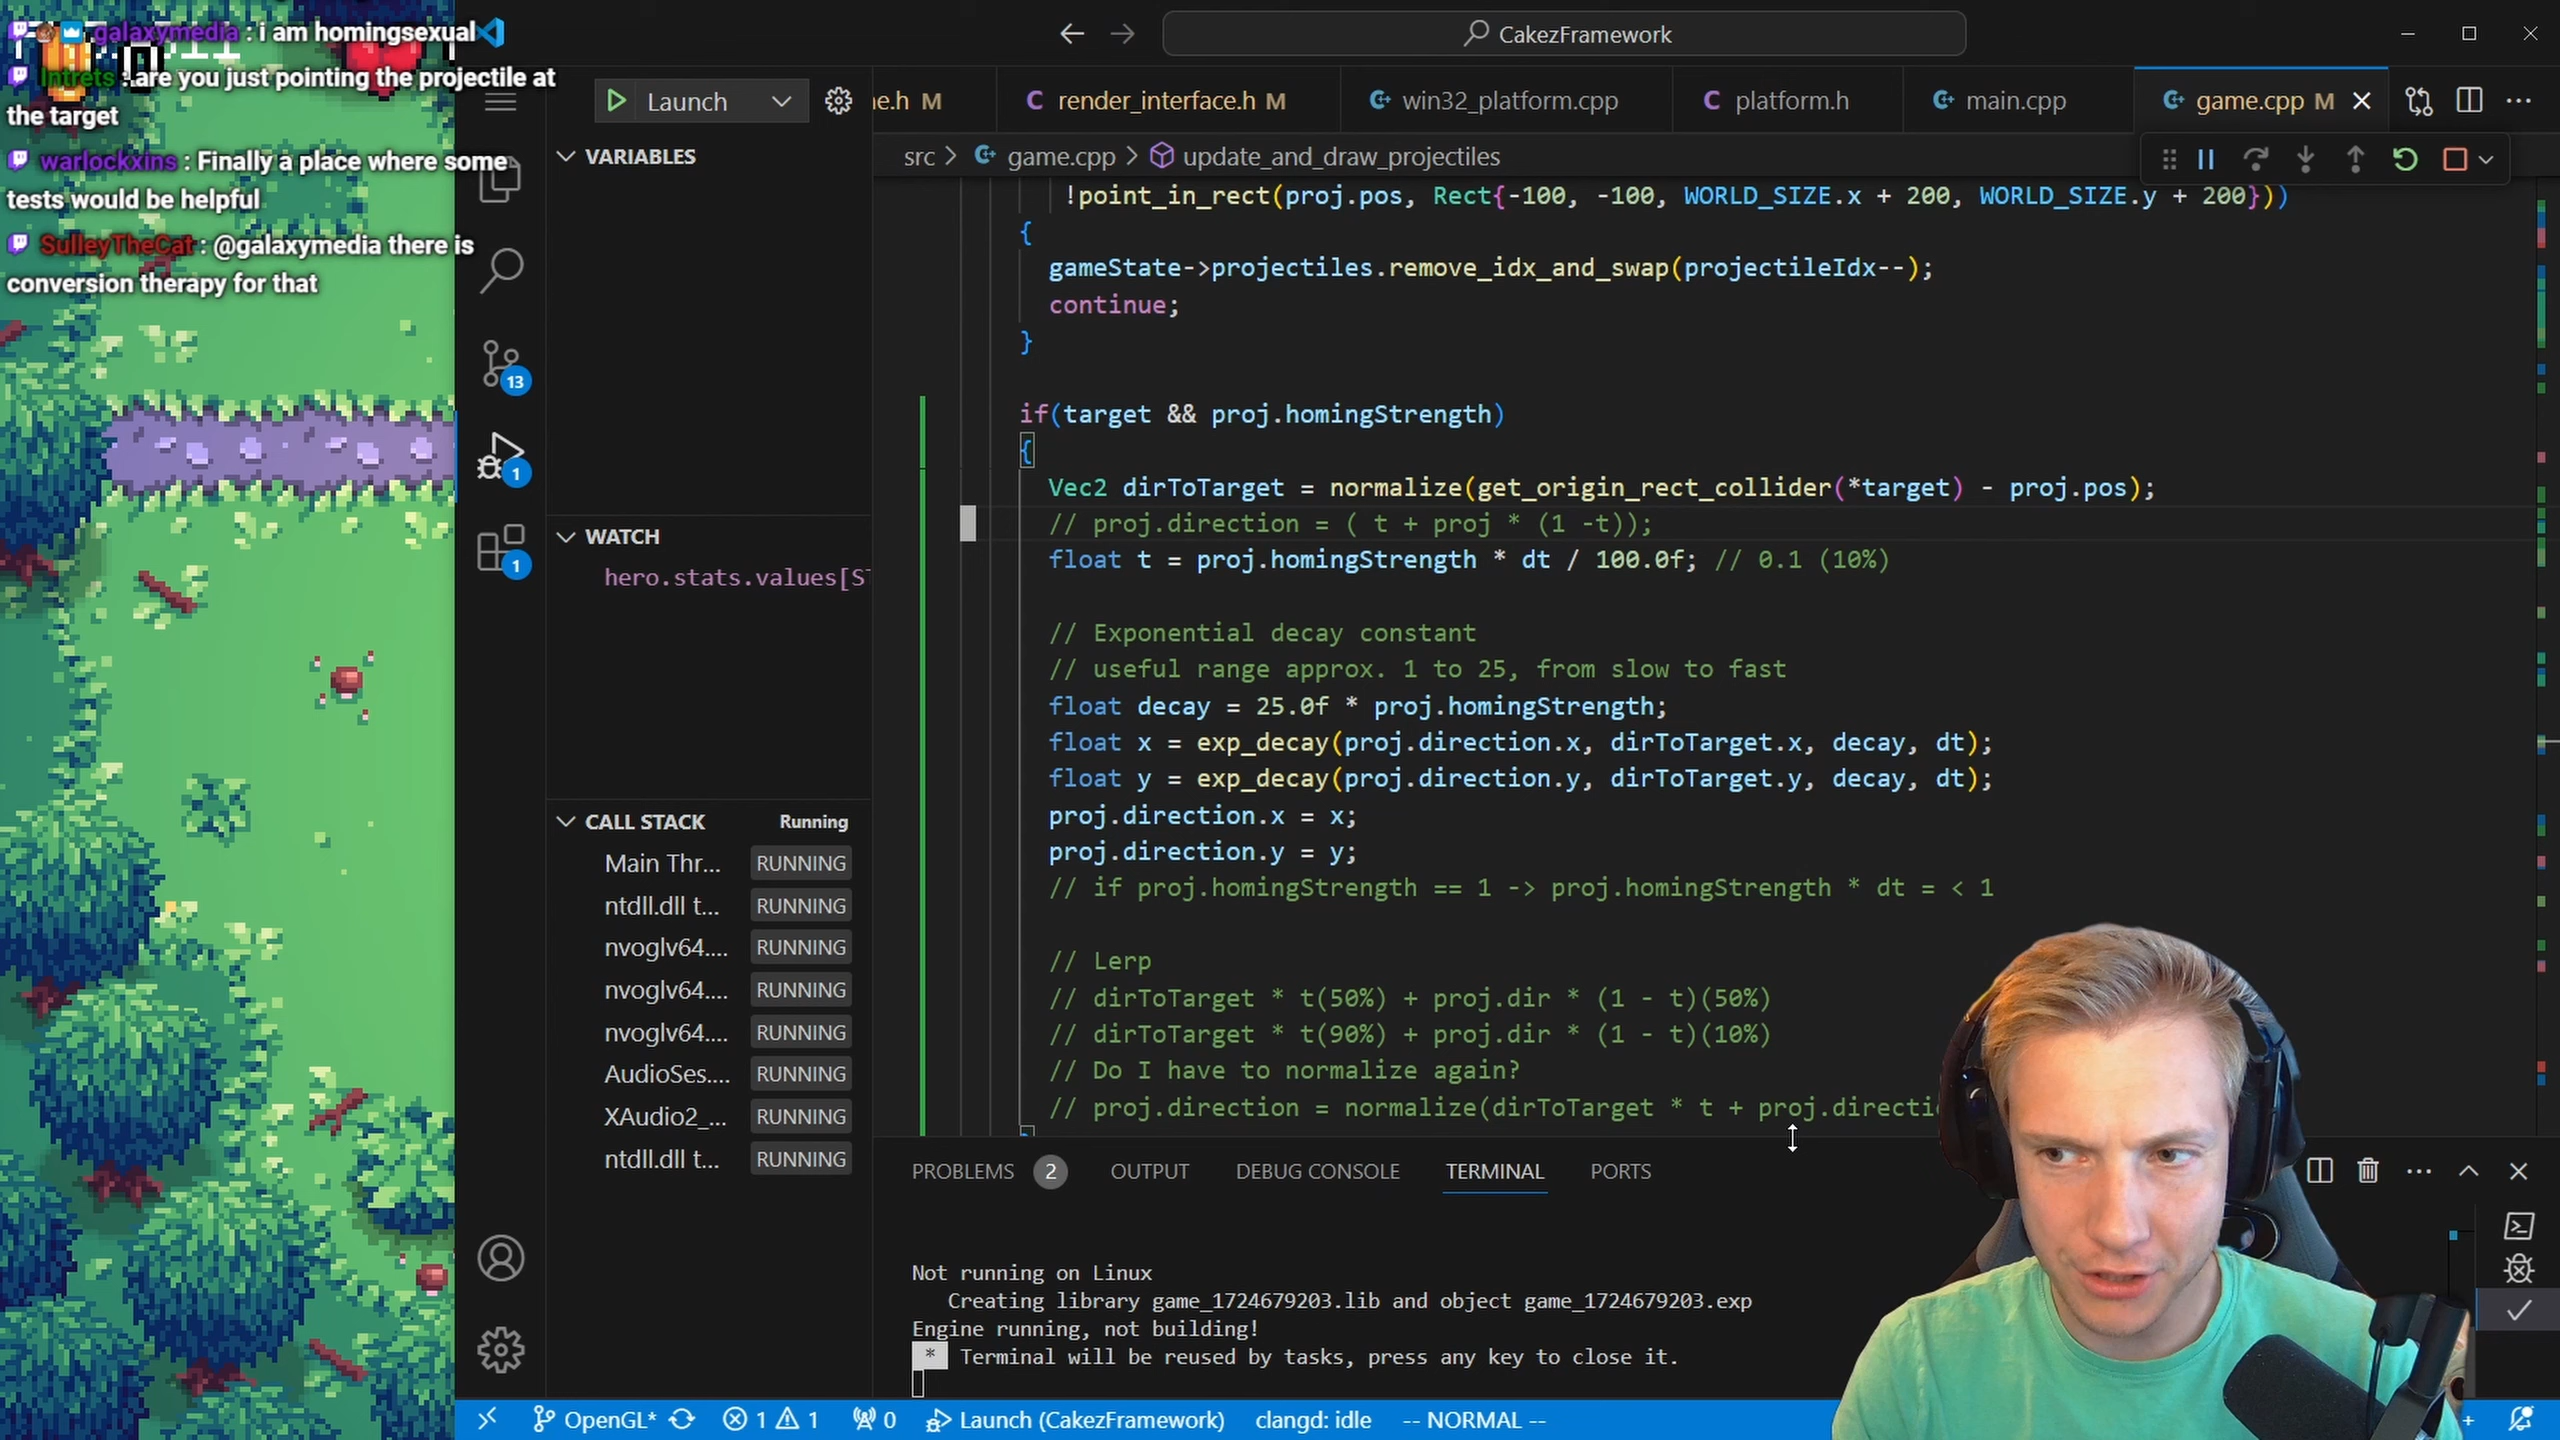 galaxymedia : i am homingsexual
Intrets : are you just pointing the projectile at
the target
warlockxins : Finally a place where some
tests would be helpful
SulleyTheCat : @galaxymedia there is
conversion therapy for that
CakezFramework
Launch
ne.h M
render_interface.h M
win32_platform.cpp
platform.h
main.cpp
game.cpp M
src > game.cpp > update_and_draw_projectiles
VARIABLES
WATCH
hero.stats.values[S
CALL STACK Running
Main Thr... RUNNING
ntdll.dll t... RUNNING
nvoglv64.... RUNNING
nvoglv64.... RUNNING
nvoglv64.... RUNNING
AudioSes.... RUNNING
XAudio2_... RUNNING
ntdll.dll t... RUNNING
13
1
1
!point_in_rect(proj.pos, Rect{-100, -100, WORLD_SIZE.x + 200, WORLD_SIZE.y + 200}))
{
gameState->projectiles.remove_idx_and_swap(projectileIdx--);
continue;
}
if(target && proj.homingStrength)
{
Vec2 dirToTarget = normalize(get_origin_rect_collider(*target) - proj.pos);
// proj.direction = ( t + proj * (1 -t));
float t = proj.homingStrength * dt / 100.0f; // 0.1 (10%)
// Exponential decay constant
// useful range approx. 1 to 25, from slow to fast
float decay = 25.0f * proj.homingStrength;
float x = exp_decay(proj.direction.x, dirToTarget.x, decay, dt);
float y = exp_decay(proj.direction.y, dirToTarget.y, decay, dt);
proj.direction.x = x;
proj.direction.y = y;
// if proj.homingStrength == 1 -> proj.homingStrength * dt = < 1
// Lerp
// dirToTarget * t(50%) + proj.dir * (1 - t)(50%)
// dirToTarget * t(90%) + proj.dir * (1 - t)(10%)
// Do I have to normalize again?
// proj.direction = normalize(dirToTarget * t + proj.directi
PROBLEMS 2 OUTPUT DEBUG CONSOLE TERMINAL PORTS
Not running on Linux
Creating library game_1724679203.lib and object game_1724679203.exp
Engine running, not building!
* Terminal will be reused by tasks, press any key to close it.
OpenGL* 1 1 0 Launch (CakezFramework) clangd: idle -- NORMAL --